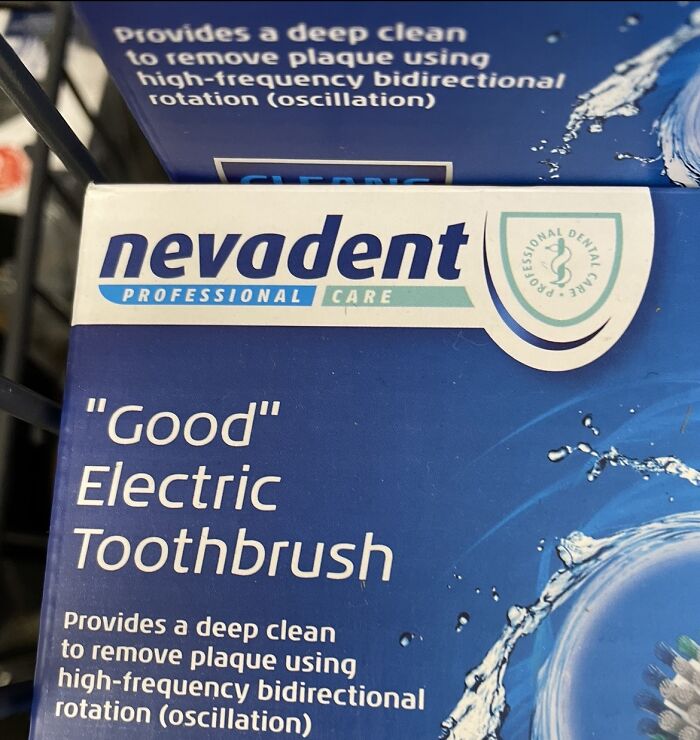 Provides a deep clean
to remove plaque using
high-frequency bidirectional
rotation (oscillation)
CLEANS
nevadent
PROFESSIONAL CARE
PROFESSIONAL DENTAL CARE
"Good"
Electric
Toothbrush
Provides a deep clean
to remove plaque using
high-frequency bidirectional
rotation (oscillation)